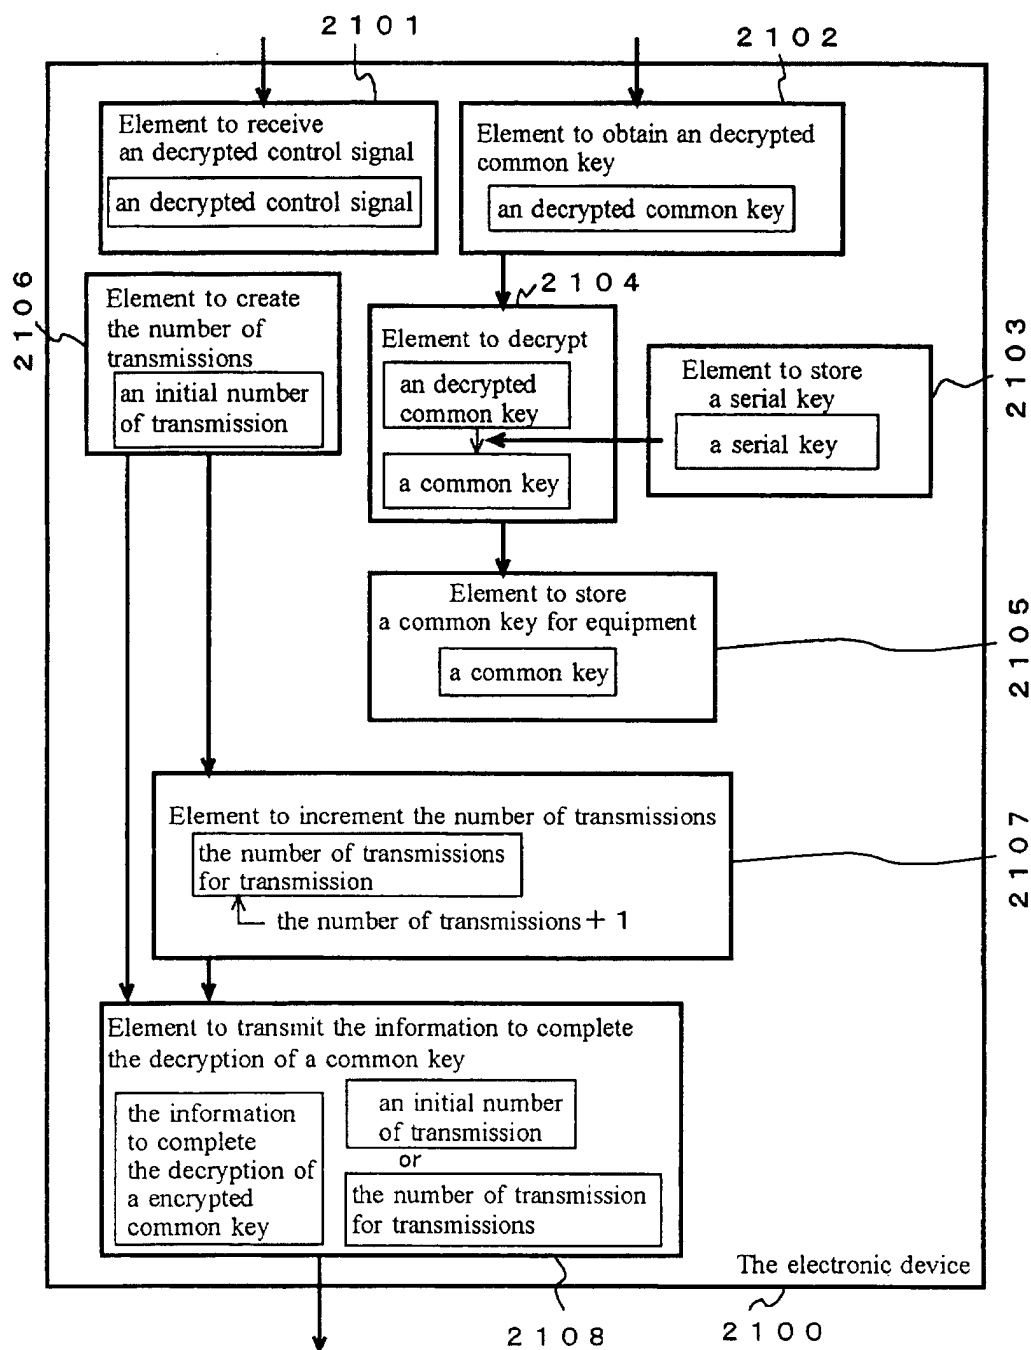 2101
2102
Element to receive
an decrypted control signal
an decrypted control signal
Element to obtain an decrypted
common key
an decrypted common key
2106
Element to create
the number of
transmissions
an initial number
of transmission
2104
Element to decrypt
an decrypted
common key
a common key
2103
Element to store
a serial key
a serial key
Element to store
a common key for equipment
a common key
2105
Element to increment the number of transmissions
the number of transmissions
for transmission
the number of transmissions + 1
2107
Element to transmit the information to complete
the decryption of a common key
the information
to complete
the decryption of
a encrypted
common key
an initial number
of transmission
or
the number of transmission
for transmissions
The electronic device
2108
2100